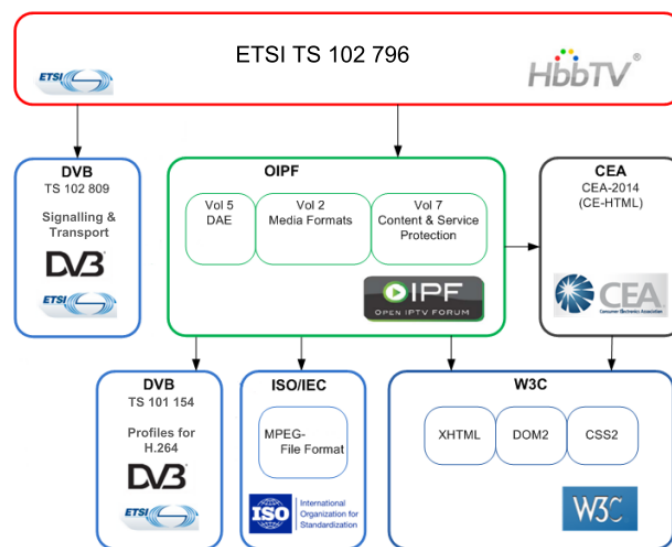 ETSI TS 102 796
ETSI
HbbTV®
DVB
TS 102 809
Signalling &
Transport
DVB
ETSI
OIPF
Vol 5
DAE
Vol 2
Media Formats
Vol 7
Content & Service
Protection
OIPF
OPEN IPTV FORUM
CEA
CEA-2014
(CE-HTML)
CEA
Consumer Electronics Association
DVB
TS 101 154
Profiles for
H.264
DVB
ETSI
ISO/IEC
MPEG-
File Format
ISO
International
Organization for
Standardization
W3C
XHTML
DOM2
CSS2
W3C